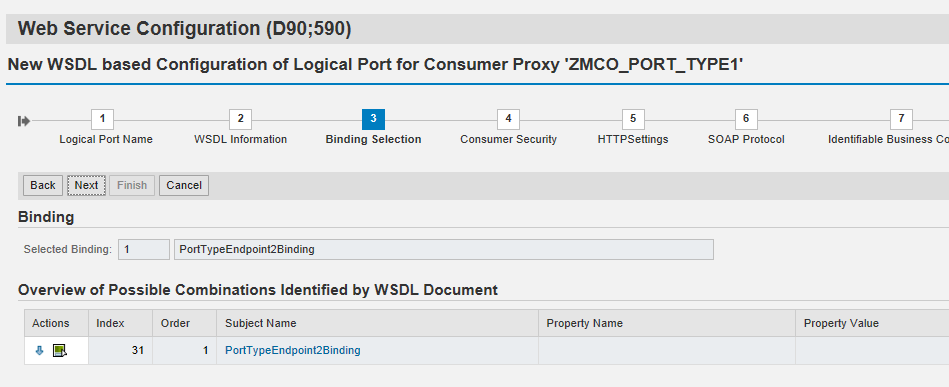 Web Service Configuration (D90;590)
New WSDL based Configuration of Logical Port for Consumer Proxy 'ZMCO_PORT_TYPE1'
1 2 3 4 5 6 7
Logical Port Name WSDL Information Binding Selection Consumer Security HTTPSettings SOAP Protocol Identifiable Business Co
Back Next Finish Cancel
Binding
Selected Binding: 1 PortTypeEndpoint2Binding
Overview of Possible Combinations Identified by WSDL Document
Actions Index Order Subject Name Property Name Property Value
31 1 PortTypeEndpoint2Binding